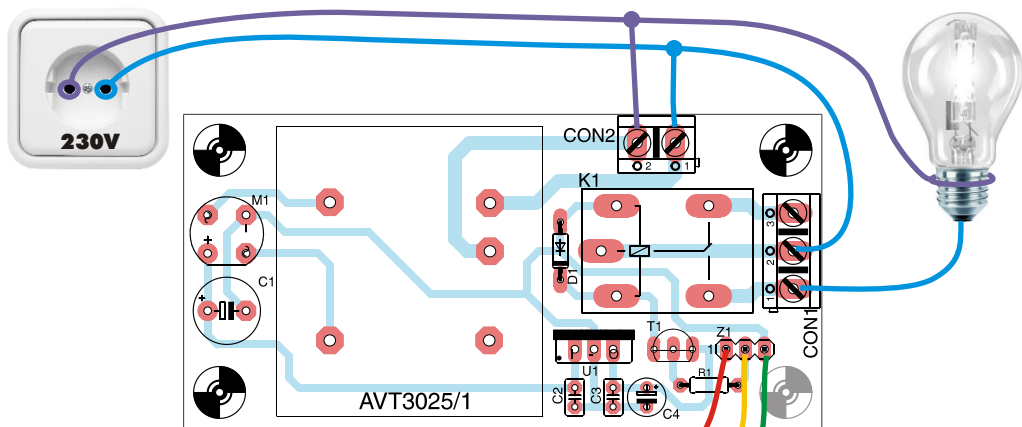 230V
CON2
2
1
K1
M1
+
-
C1
+
D1
3
2
1
CON1
T1
Z1
1
U1
R1
C2
C3
+
C4
AVT3025/1